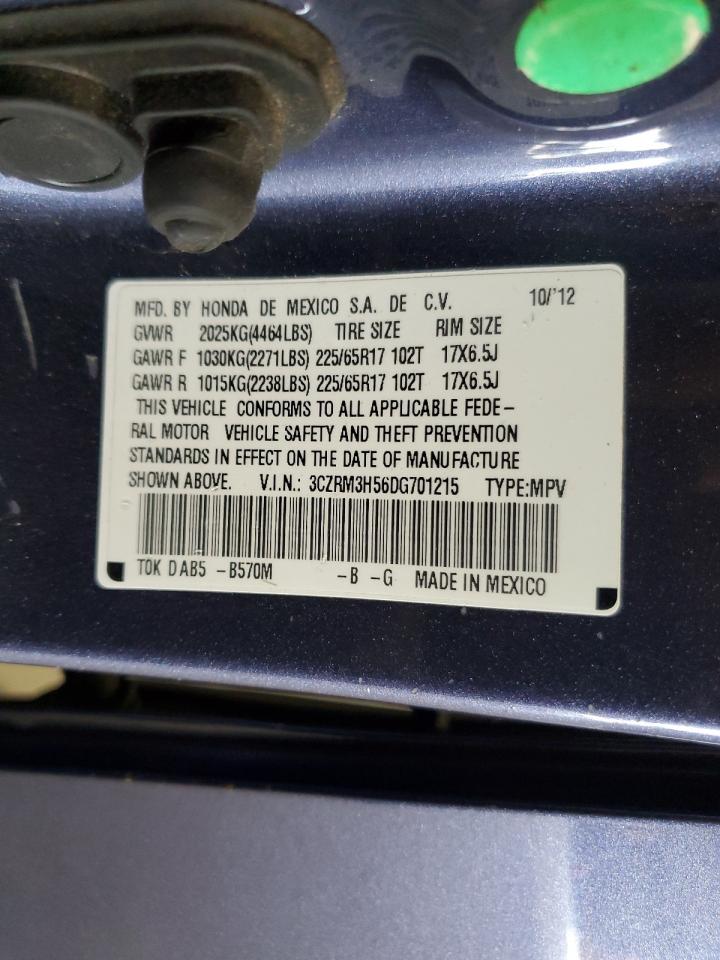 MFD. BY HONDA DE MEXICO S.A. DE C.V. 10/'12
GVWR 2025KG(4464LBS) TIRE SIZE RIM SIZE
GAWR F 1030KG(2271LBS) 225/65R17 102T 17X6.5J
GAWR R 1015KG(2238LBS) 225/65R17 102T 17X6.5J
THIS VEHICLE CONFORMS TO ALL APPLICABLE FEDE-
RAL MOTOR VEHICLE SAFETY AND THEFT PREVENTION
STANDARDS IN EFFECT ON THE DATE OF MANUFACTURE
SHOWN ABOVE. V.I.N.: 3CZRM3H56DG701215 TYPE:MPV
T0K DAB5 -B570M -B -G MADE IN MEXICO